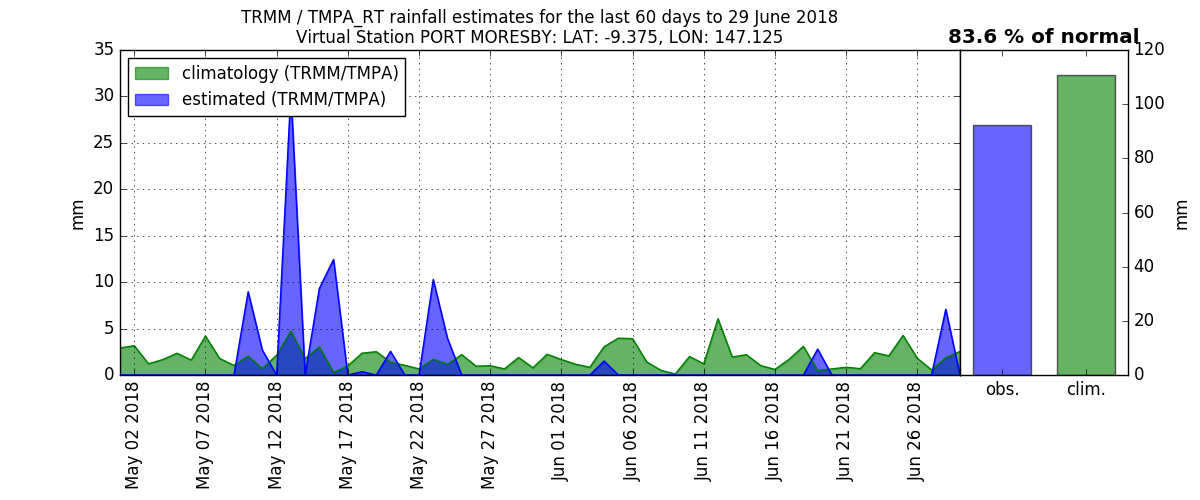 TRMM / TMPA_RT rainfall estimates for the last 60 days to 29 June 2018
Virtual Station PORT MORESBY: LAT: -9.375, LON: 147.125
83.6 % of normal
climatology (TRMM/TMPA)
estimated (TRMM/TMPA)
mm
35
30
25
20
15
10
5
0
May 02 2018
May 07 2018
May 12 2018
May 17 2018
May 22 2018
May 27 2018
Jun 01 2018
Jun 06 2018
Jun 11 2018
Jun 16 2018
Jun 21 2018
Jun 26 2018
obs.
clim.
120
100
80
60
40
20
0
mm